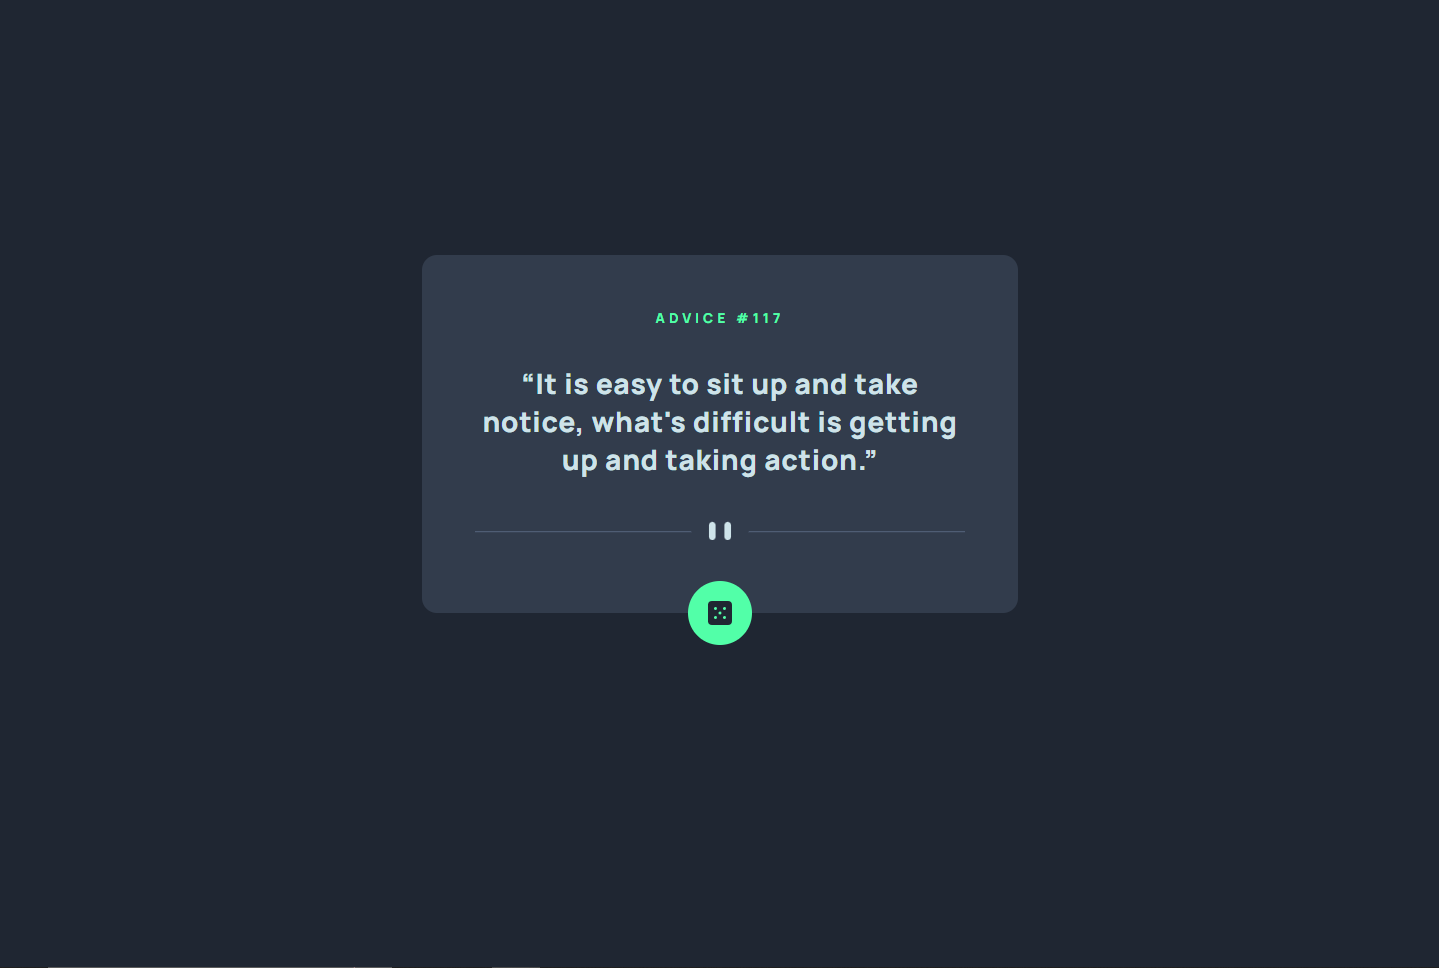 ADVICE #117
“It is easy to sit up and take
notice, what's difficult is getting
up and taking action.”